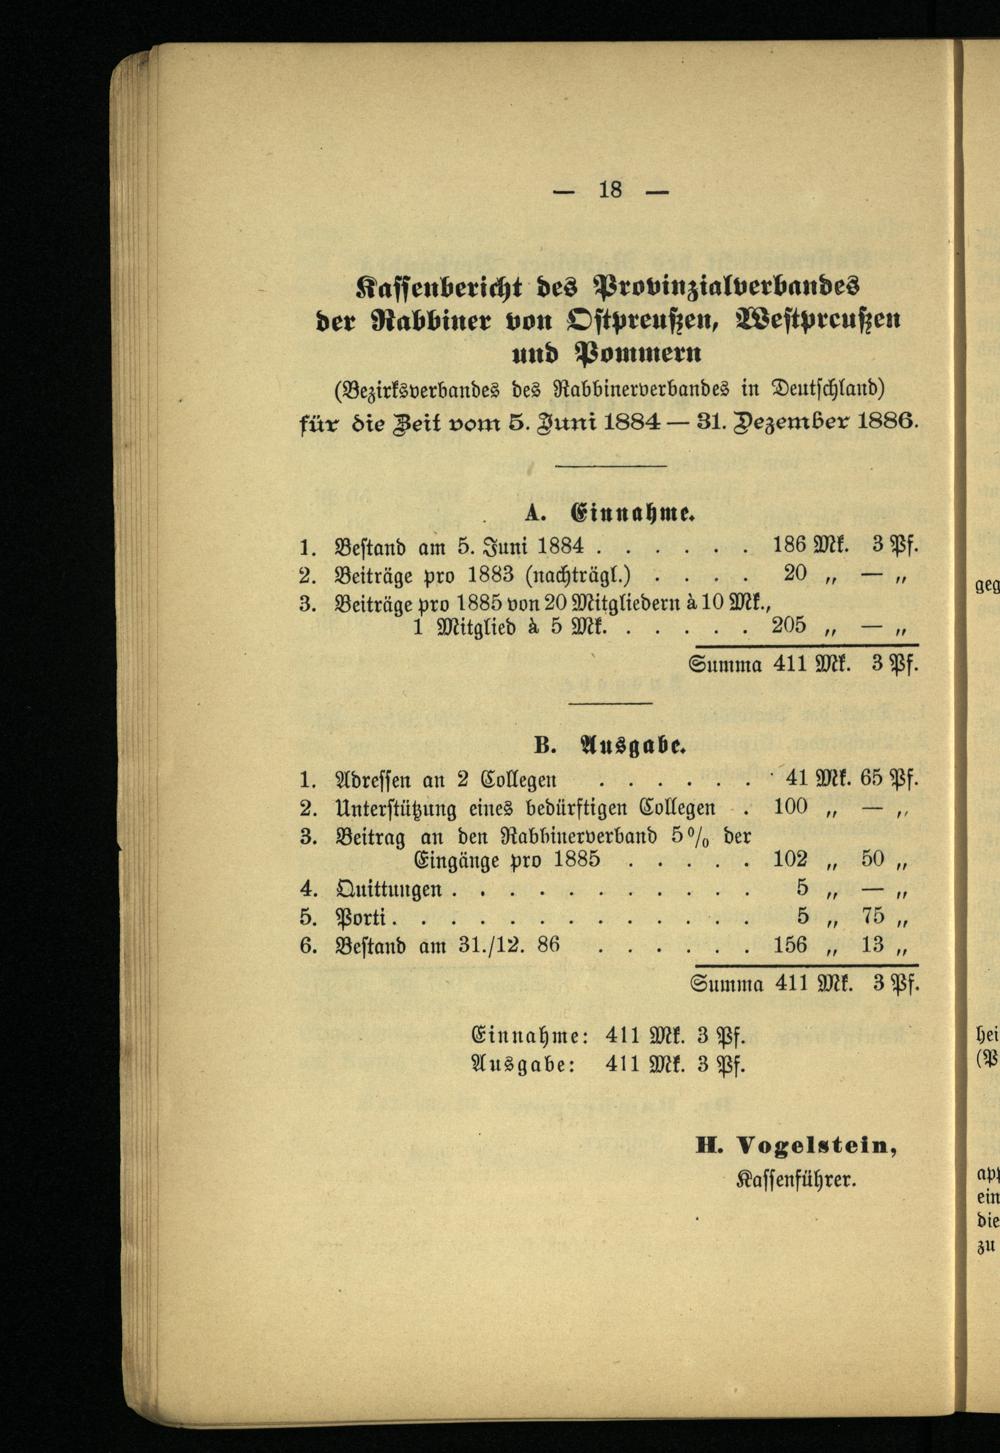 — 18 —
Kassenbericht des Provinzialverbandes
der Rabbiner von Ostpreußen, Westpreußen
und Pommern
(Bezirksverbandes des Rabbinerverbandes in Deutschland)
für die Zeit vom 5. Juni 1884 — 31. Dezember 1886.
A. Einnahme.
1. Bestand am 5. Juni 1884 . . . . . . 186 Mk. 3 Pf.
2. Beiträge pro 1883 (nachträgl.) . . . . 20 „ — „
3. Beiträge pro 1885 von 20 Mitgliedern à 10 Mk.,
1 Mitglied à 5 Mk. . . . . . 205 „ — „
Summa 411 Mk. 3 Pf.
B. Ausgabe.
1. Adressen an 2 Collegen . . . . . . 41 Mk. 65 Pf.
2. Unterstützung eines bedürftigen Collegen . 100 „ — „
3. Beitrag an den Rabbinerverband 5% der
Eingänge pro 1885 . . . . . 102 „ 50 „
4. Quittungen . . . . . . . . . . . 5 „ — „
5. Porti . . . . . . . . . . . . . 5 „ 75 „
6. Bestand am 31./12. 86 . . . . . . 156 „ 13 „
Summa 411 Mk. 3 Pf.
Einnahme: 411 Mk. 3 Pf.
Ausgabe: 411 Mk. 3 Pf.
H. Vogelstein,
Kassenführer.
geg
hei
(P
app
ein
die
zu